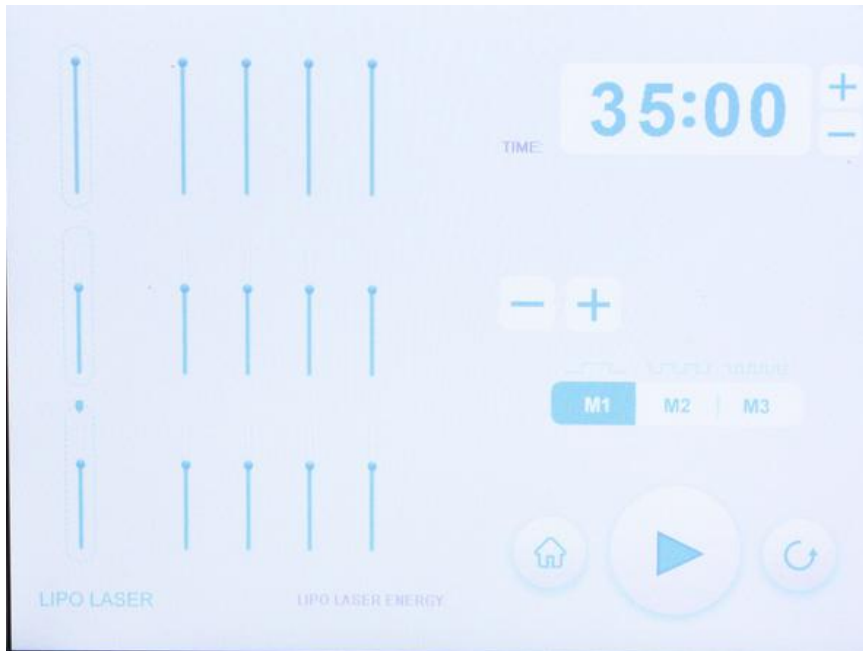 35:00
TIME:
M1 M2 M3
LIPO LASER
LIPO LASER ENERGY